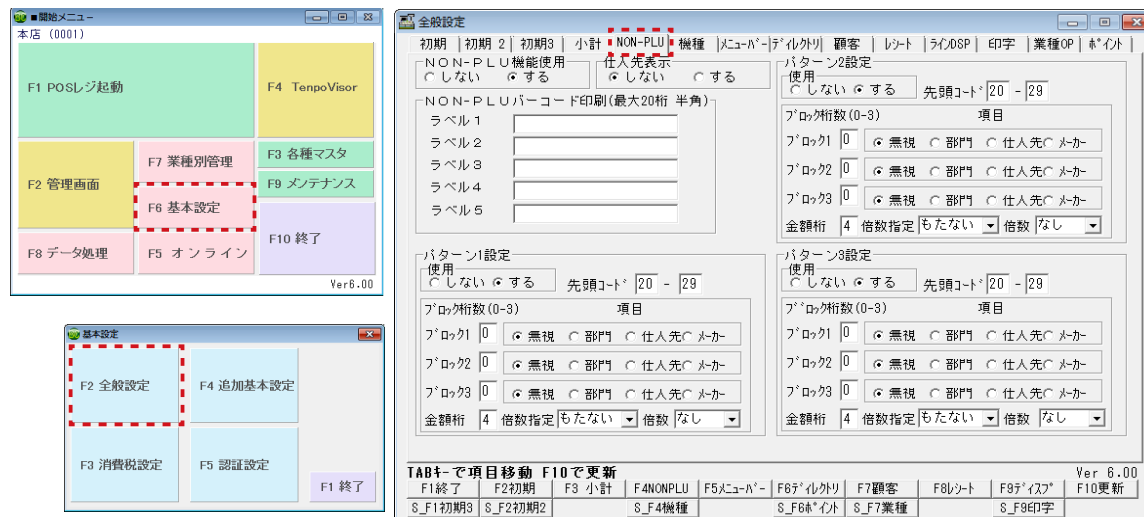 ■開始メニュー
本店 (0001)
F1 POSレジ起動
F4 TenpoVisor
F2 管理画面
F7 業種別管理
F3 各種マスタ
F9 メンテナンス
F6 基本設定
F10 終了
F8 データ処理
F5 オンライン
Ver6.00
基本設定
F2 全般設定
F4 追加基本設定
F3 消費税設定
F5 認証設定
F1 終了
全般設定
初期 初期 2 初期3 小計 NON-PLU 機種 メニューバー ディレクトリ 顧客 レシート ラインDSP 印字 業種OP ポイント
NON-PLU機能使用
しない する
仕入先表示
しない する
NON-PLUバーコード印刷(最大20桁 半角)
ラベル1
ラベル2
ラベル3
ラベル4
ラベル5
パターン2設定
使用
しない する 先頭コード 20 - 29
ブロック桁数(0-3) 項目
ブロック1 0 無視 部門 仕入先 メーカー
ブロック2 0 無視 部門 仕入先 メーカー
ブロック3 0 無視 部門 仕入先 メーカー
金額桁 4 倍数指定 もたない 倍数 なし
パターン1設定
使用
しない する 先頭コード 20 - 29
ブロック桁数(0-3) 項目
ブロック1 0 無視 部門 仕入先 メーカー
ブロック2 0 無視 部門 仕入先 メーカー
ブロック3 0 無視 部門 仕入先 メーカー
金額桁 4 倍数指定 もたない 倍数 なし
パターン3設定
使用
しない する 先頭コード 20 - 29
ブロック桁数(0-3) 項目
ブロック1 0 無視 部門 仕入先 メーカー
ブロック2 0 無視 部門 仕入先 メーカー
ブロック3 0 無視 部門 仕入先 メーカー
金額桁 4 倍数指定 もたない 倍数 なし
TABキーで項目移動 F10で更新 Ver 6.00
F1終了 F2初期 F3 小計 F4NONPLU F5メニューバー F6ディレクトリ F7顧客 F8レシート F9ディスプ F10更新
S_F1初期3 S_F2初期2 S_F4機種 S_F6ポイント S_F7業種 S_F9印字